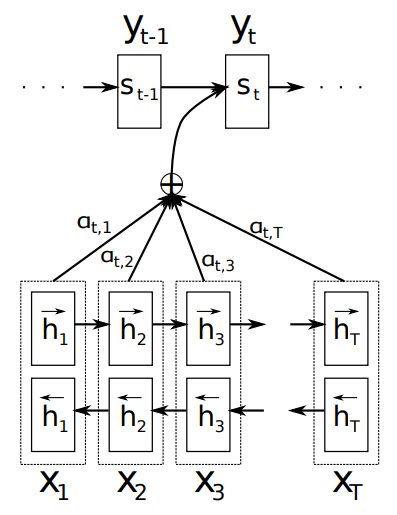 y_{t-1} y_t
. . . s_{t-1} s_t . . .
+
a_{t,1} a_{t,2} a_{t,3} a_{t,T}
\overrightarrow{h}_1 \overrightarrow{h}_2 \overrightarrow{h}_3 \overrightarrow{h}_T
\overleftarrow{h}_1 \overleftarrow{h}_2 \overleftarrow{h}_3 \overleftarrow{h}_T
x_1 x_2 x_3 x_T